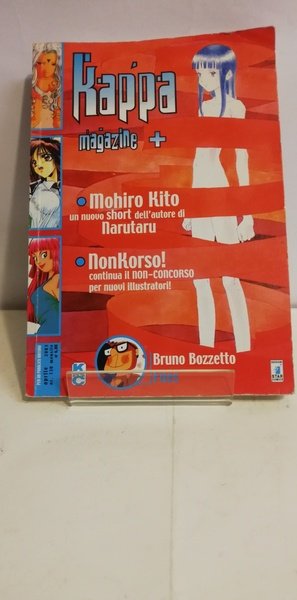 Kappa
magazine +
Mohiro Kito
un nuovo short dell'autore di
Narutaru
NonKorso!
continua il NON-CONCORSO
per nuovi illustratori!
Bruno Bozzetto
STAR